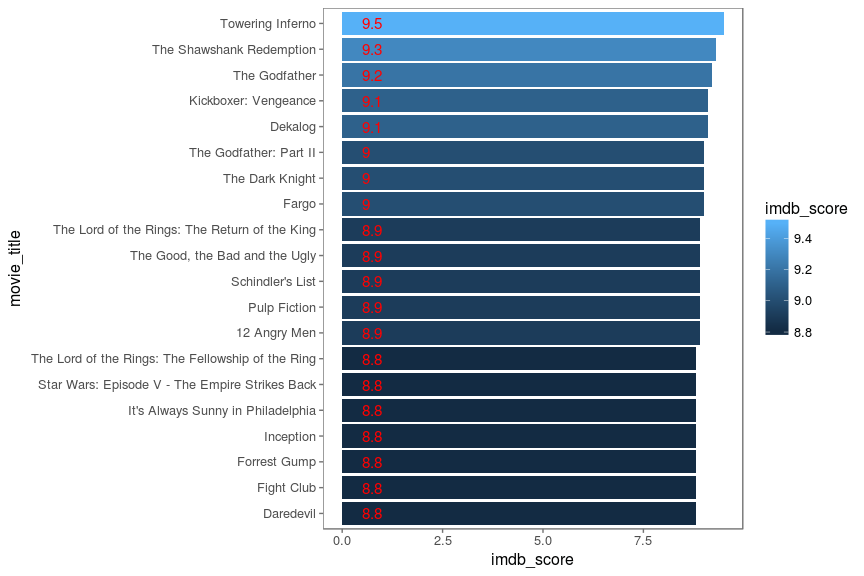 movie_title
Towering Inferno 9.5
The Shawshank Redemption 9.3
The Godfather 9.2
Kickboxer: Vengeance 9.1
Dekalog 9.1
The Godfather: Part II 9
The Dark Knight 9
Fargo 9
The Lord of the Rings: The Return of the King 8.9
The Good, the Bad and the Ugly 8.9
Schindler's List 8.9
Pulp Fiction 8.9
12 Angry Men 8.9
The Lord of the Rings: The Fellowship of the Ring 8.8
Star Wars: Episode V - The Empire Strikes Back 8.8
It's Always Sunny in Philadelphia 8.8
Inception 8.8
Forrest Gump 8.8
Fight Club 8.8
Daredevil 8.8
0.0 2.5 5.0 7.5
imdb_score
imdb_score
9.4
9.2
9.0
8.8